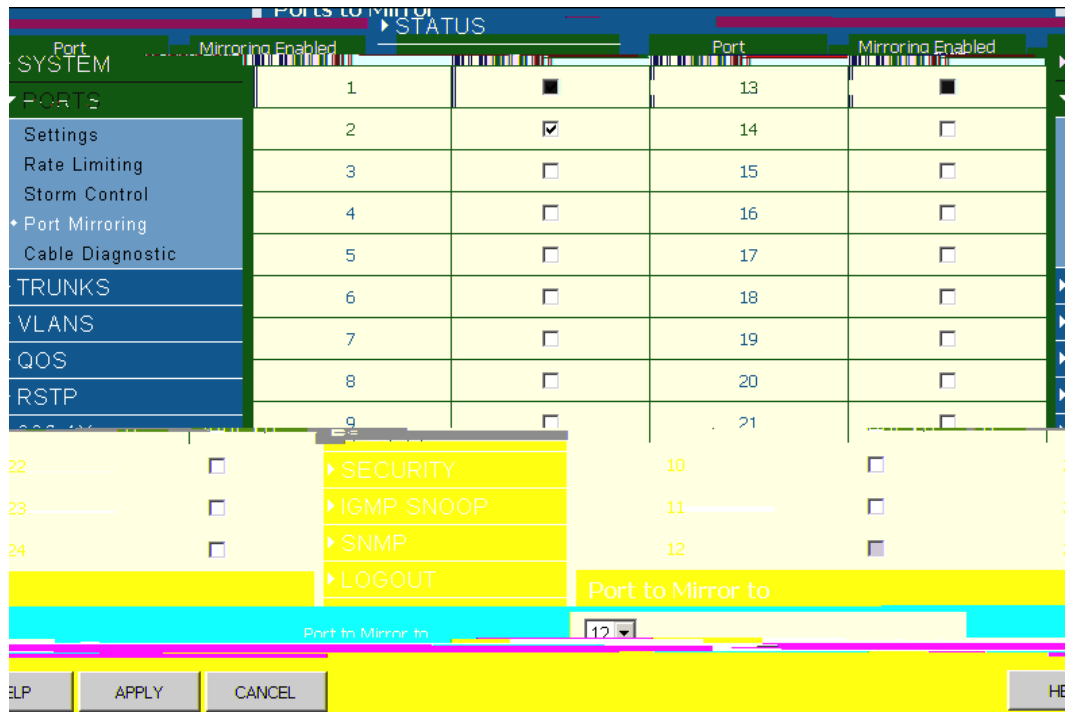 Ports to Mirror
STATUS
Port Mirroring Enabled Port Mirroring Enabled
SYSTEM
1 13
PORTS
2 14
Settings
Rate Limiting
3 15
Storm Control
4 16
Port Mirroring
Cable Diagnostic
5 17
TRUNKS
6 18
VLANS
7 19
QOS
8 20
RSTP
9 21
22 SECURITY 10
23 IGMP SNOOP 11
24 SNMP 12
LOGOUT
Port to Mirror to
Port to Mirror to 12
ELP APPLY CANCEL HE